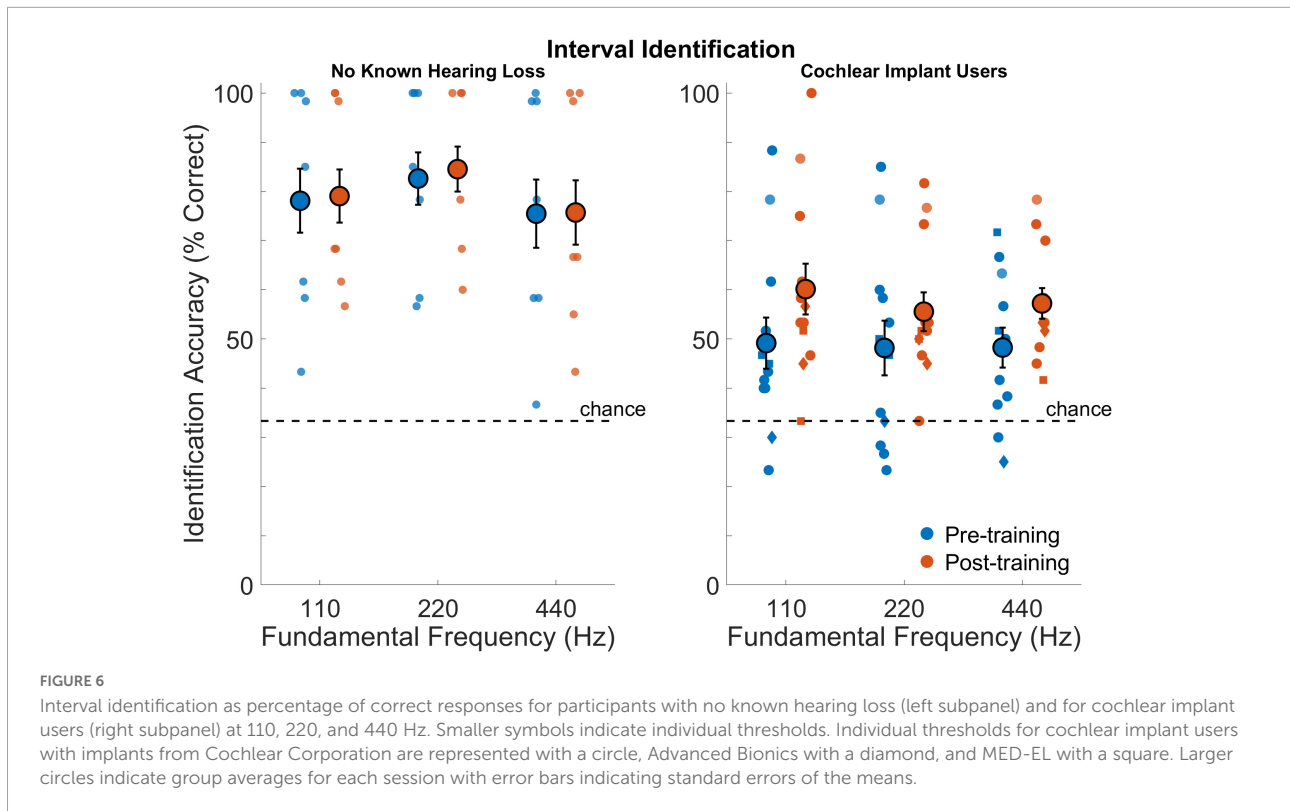 Interval Identification
No Known Hearing Loss
Cochlear Implant Users
Identification Accuracy (% Correct)
100
50
0
chance
110 220 440
Fundamental Frequency (Hz)
100
50
0
chance
Pre-training
Post-training
110 220 440
Fundamental Frequency (Hz)
FIGURE 6
Interval identification as percentage of correct responses for participants with no known hearing loss (left subpanel) and for cochlear implant
users (right subpanel) at 110, 220, and 440 Hz. Smaller symbols indicate individual thresholds. Individual thresholds for cochlear implant users
with implants from Cochlear Corporation are represented with a circle, Advanced Bionics with a diamond, and MED-EL with a square. Larger
circles indicate group averages for each session with error bars indicating standard errors of the means.